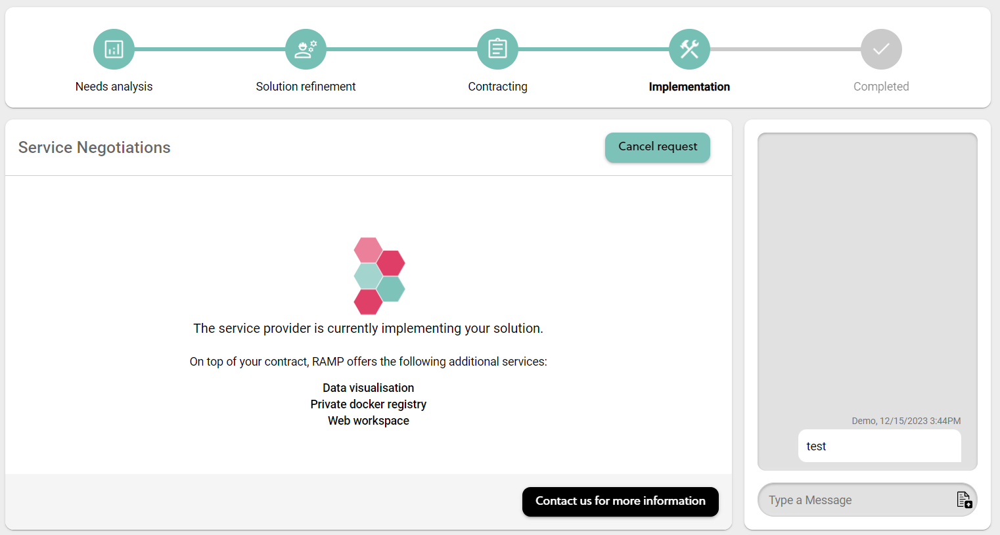 Needs analysis
Solution refinement
Contracting
Implementation
Completed
Service Negotiations
Cancel request
The service provider is currently implementing your solution.
On top of your contract, RAMP offers the following additional services:
Data visualisation
Private docker registry
Web workspace
Contact us for more information
Demo, 12/15/2023 3:44PM
test
Type a Message